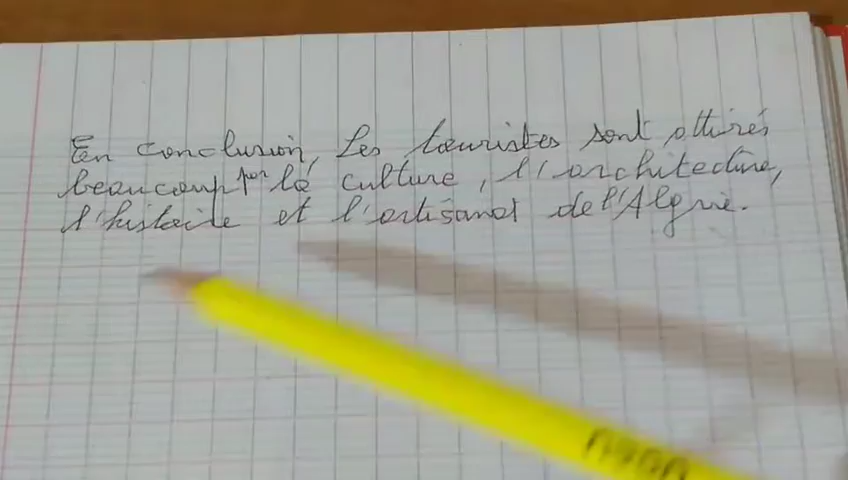 En conclusion, Les touristes sont attirés
beaucoup par la culture, l'architecture,
l'histoire et l'artisanat de l'Algérie.